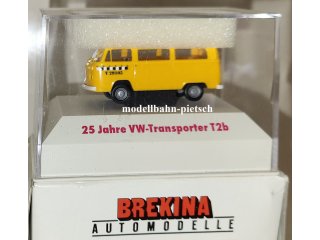 modellbahn-pietsch
25 Jahre VW-Transporter T2b
BREKINA
AUTOMODELLE